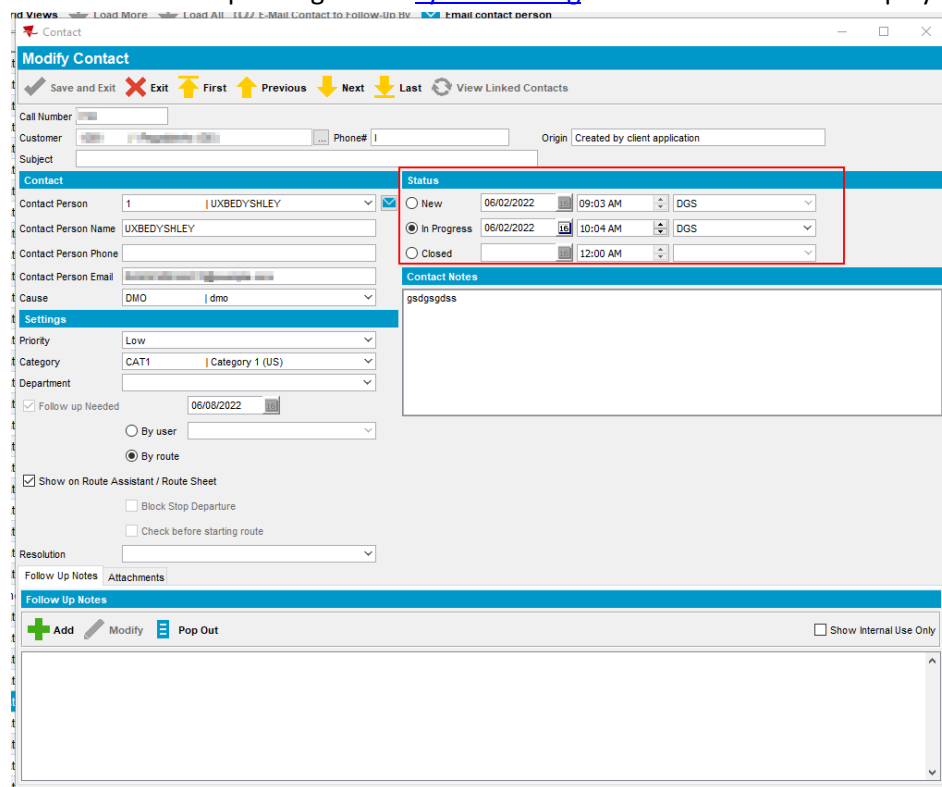 nd Views Load More Load All E-Mail Contact to Follow-Up By Email contact person
Contact
Modify Contact
Save and Exit Exit First Previous Next Last View Linked Contacts
Call Number
Customer ... Phone# Origin Created by client application
Subject
Contact Status
Contact Person 1 | UXBEDYSHLEY New 06/02/2022 16 09:03 AM DGS
Contact Person Name UXBEDYSHLEY In Progress 06/02/2022 16 10:04 AM DGS
Contact Person Phone Closed 16 12:00 AM
Contact Person Email Contact Notes
Cause DMO | dmo gsdgsgdss
Settings
Priority Low
Category CAT1 | Category 1 (US)
Department
Follow up Needed 06/08/2022 16
By user
By route
Show on Route Assistant / Route Sheet
Block Stop Departure
Check before starting route
Resolution
Follow Up Notes Attachments
Follow Up Notes
Add Modify Pop Out Show Internal Use Only